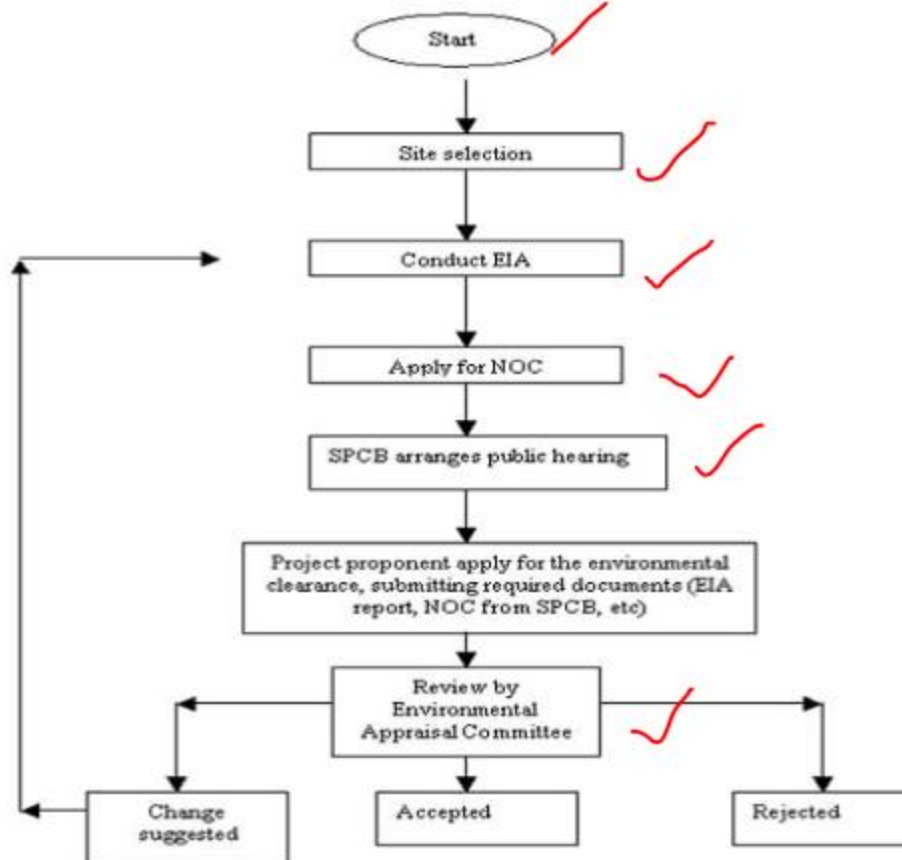 Start
Site selection
Conduct EIA
Apply for NOC
SPCB arranges public hearing
Project proponent apply for the environmental
clearance, submitting required documents (EIA
report, NOC from SPCB, etc)
Review by
Environmental
Appraisal Committee
Change
suggested
Accepted
Rejected